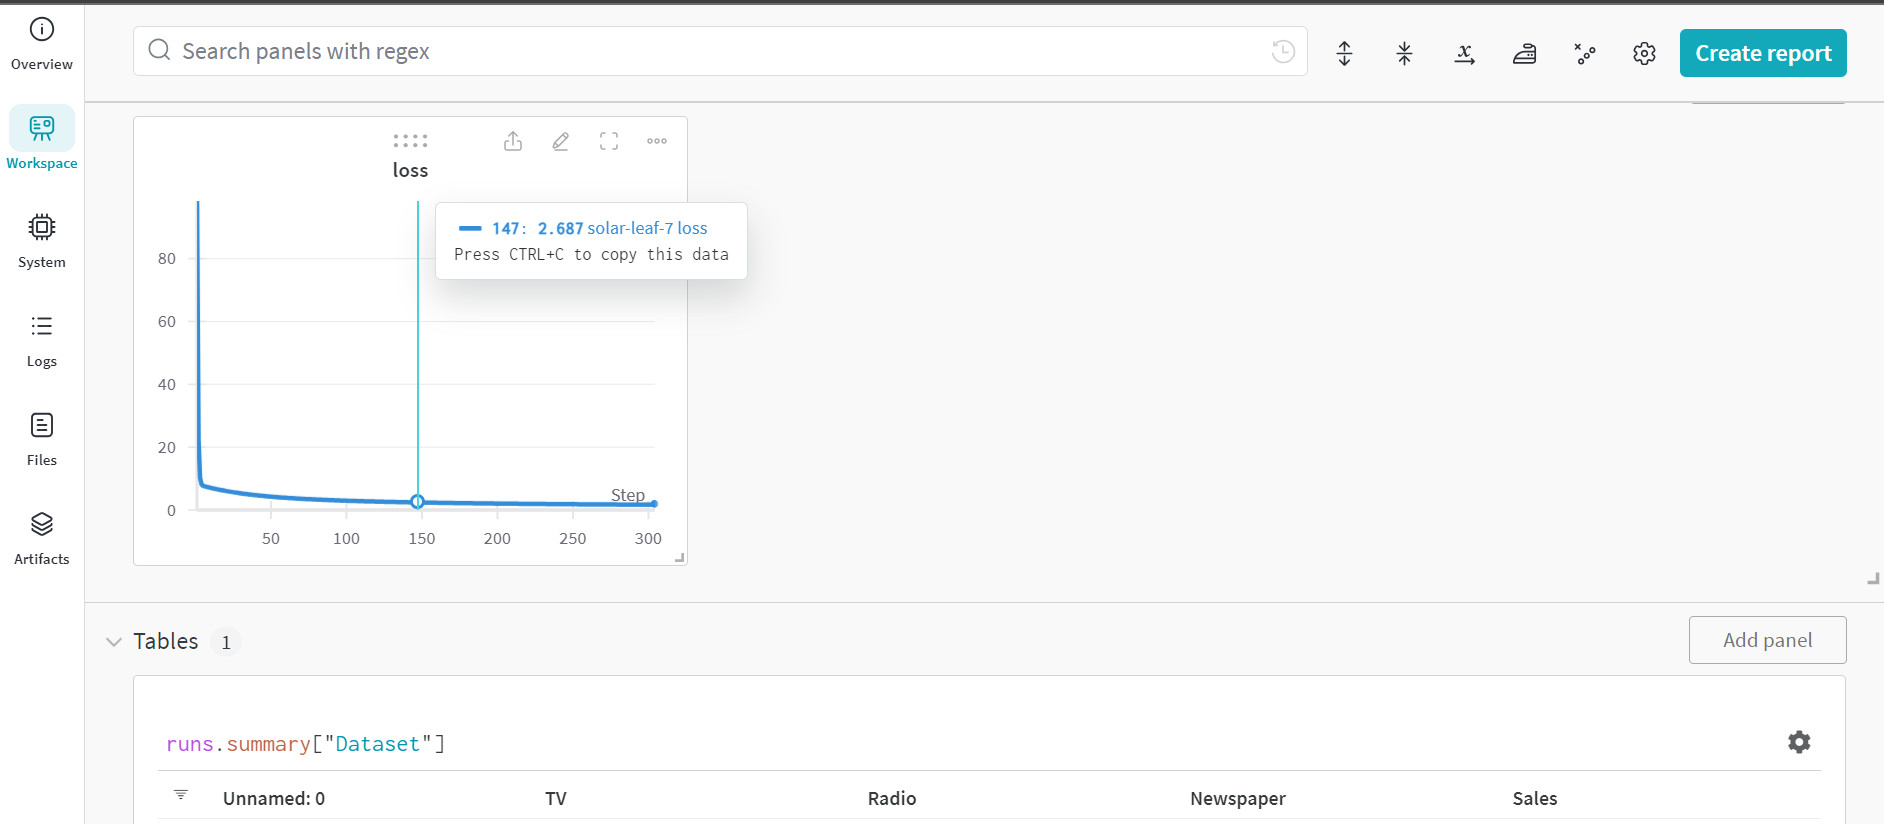 Overview
Workspace
System
Logs
Files
Artifacts
Search panels with regex
Create report
loss
147: 2.687 solar-leaf-7 loss
Press CTRL+C to copy this data
80
60
40
20
0
Step
50 100 150 200 250 300
Tables 1
Add panel
runs.summary["Dataset"]
Unnamed: 0 TV Radio Newspaper Sales